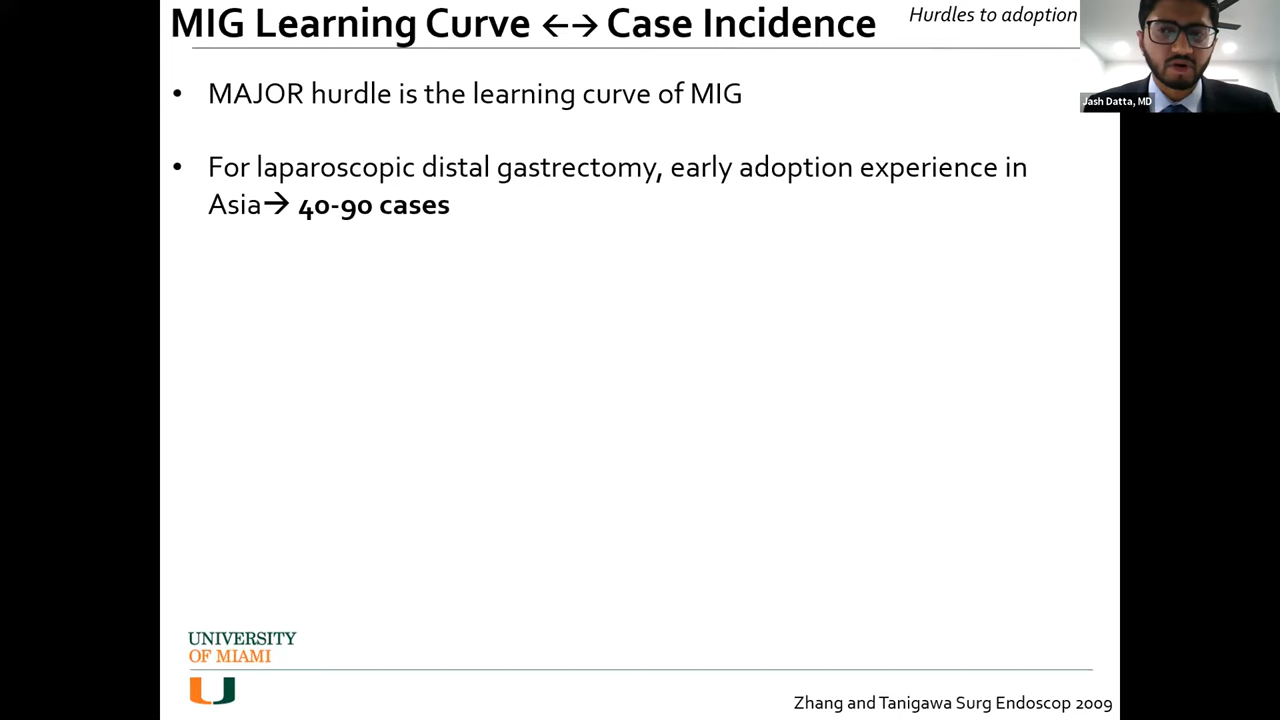 MIG Learning Curve ←→ Case Incidence
Hurdles to adoption
Jash Datta, MD
• MAJOR hurdle is the learning curve of MIG
• For laparoscopic distal gastrectomy, early adoption experience in
Asia→ 40-90 cases
UNIVERSITY
OF MIAMI
Zhang and Tanigawa Surg Endoscop 2009